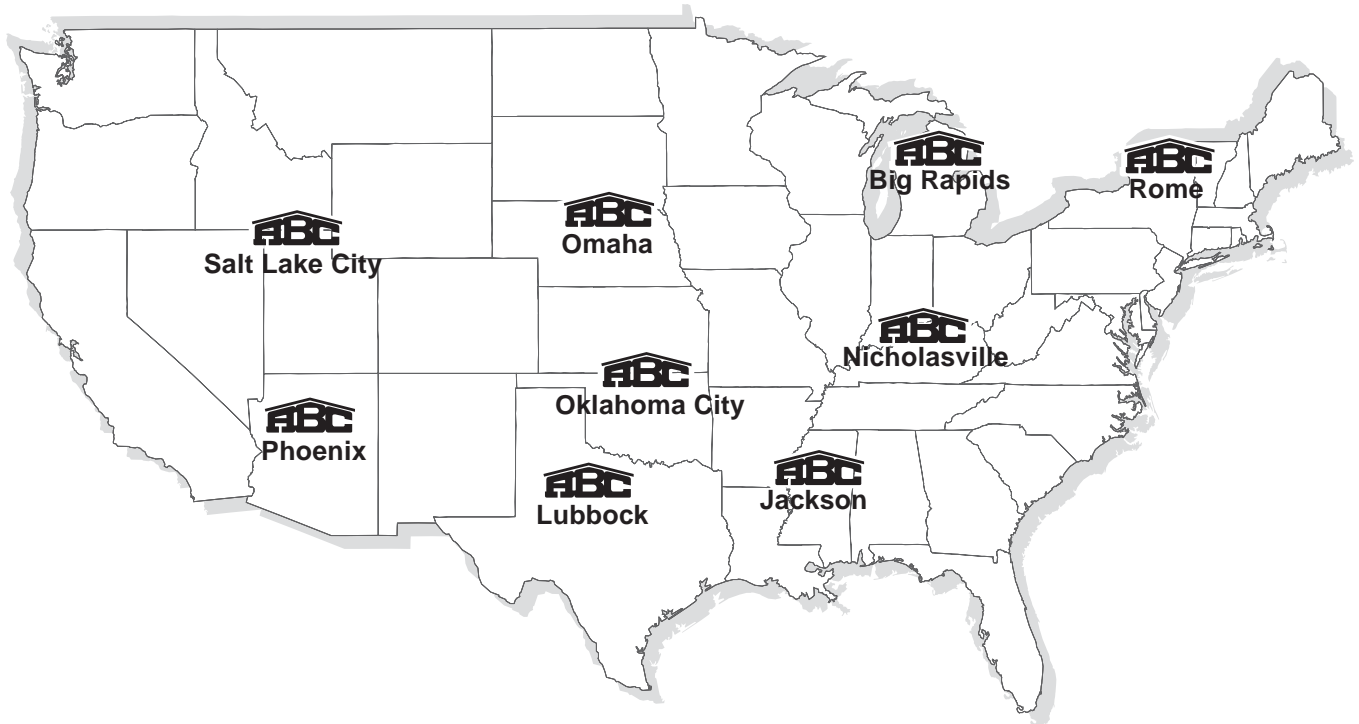 ABC
Big Rapids
ABC
Rome
ABC
Omaha
ABC
Salt Lake City
ABC
Nicholasville
ABC
Oklahoma City
ABC
Phoenix
ABC
Jackson
ABC
Lubbock